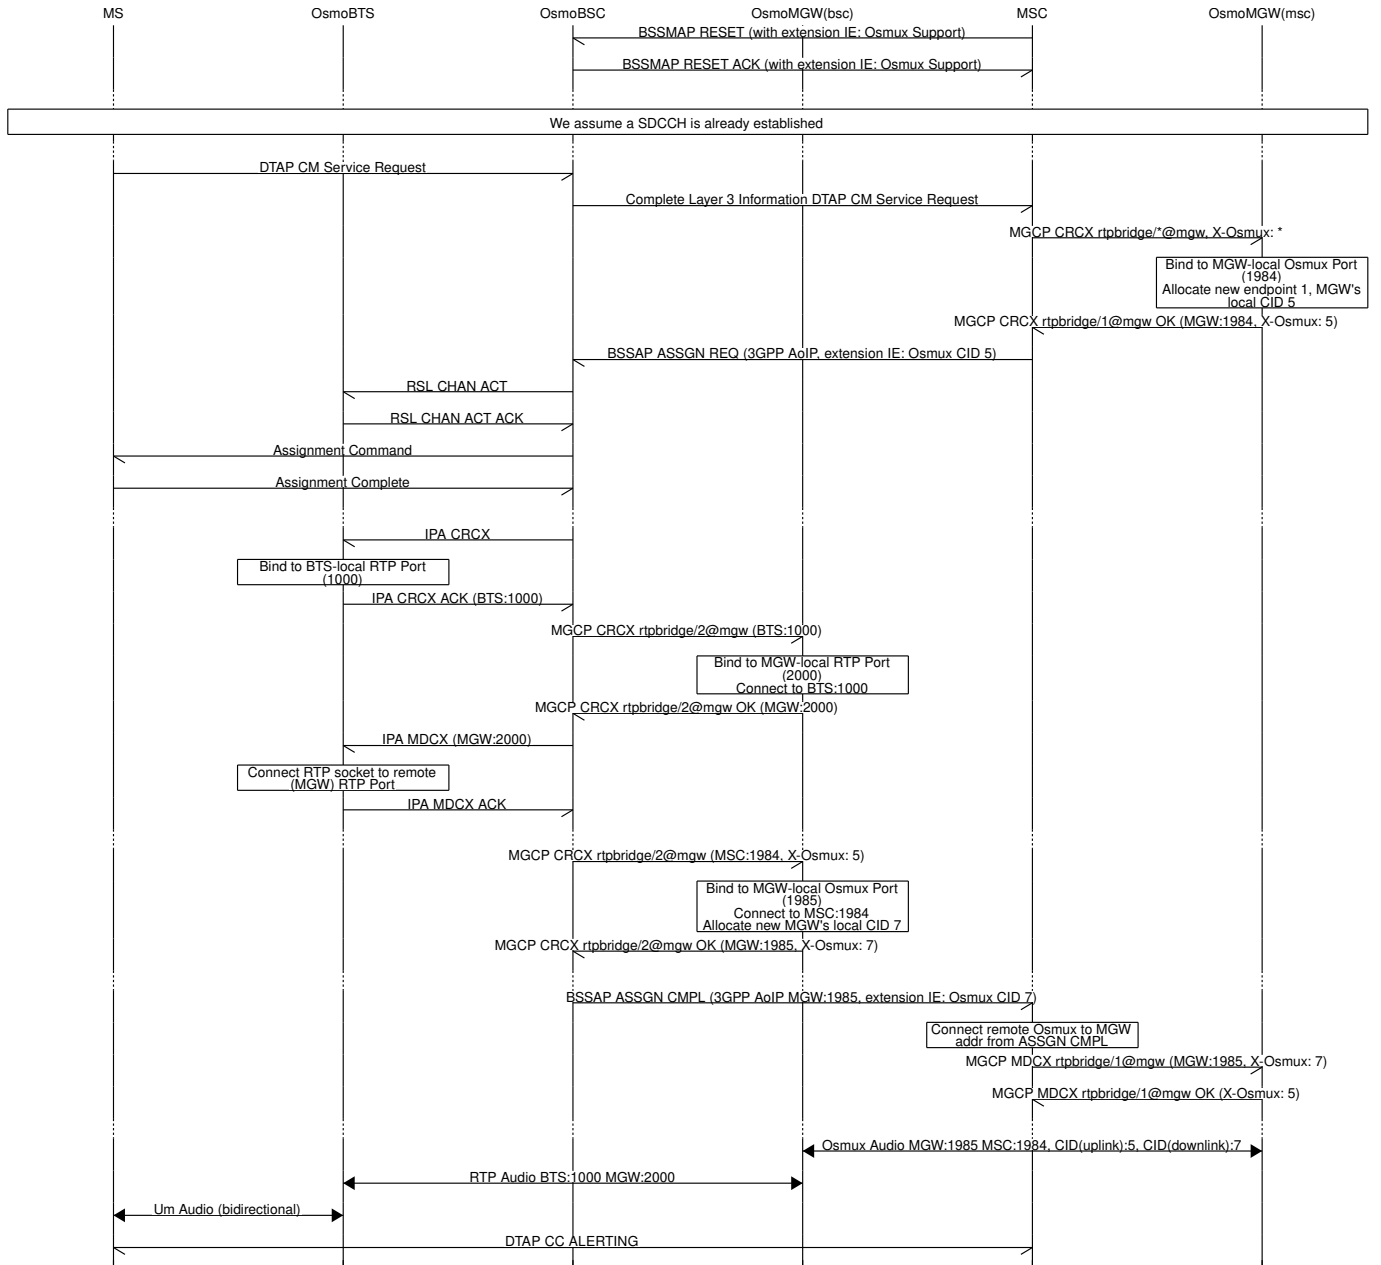 MS OsmoBTS OsmoBSC OsmoMGW(bsc) MSC OsmoMGW(msc)
BSSMAP RESET (with extension IE: Osmux Support)
BSSMAP RESET ACK (with extension IE: Osmux Support)
We assume a SDCCH is already established
DTAP CM Service Request
Complete Layer 3 Information DTAP CM Service Request
MGCP CRCX rtpbridge/*@mgw, X-Osmux: *
Bind to MGW-local Osmux Port
(1984)
Allocate new endpoint 1, MGW's
local CID 5
MGCP CRCX rtpbridge/1@mgw OK (MGW:1984, X-Osmux: 5)
BSSAP ASSGN REQ (3GPP AoIP, extension IE: Osmux CID 5)
RSL CHAN ACT
RSL CHAN ACT ACK
Assignment Command
Assignment Complete
IPA CRCX
Bind to BTS-local RTP Port
(1000)
IPA CRCX ACK (BTS:1000)
MGCP CRCX rtpbridge/2@mgw (BTS:1000)
Bind to MGW-local RTP Port
(2000)
Connect to BTS:1000
MGCP CRCX rtpbridge/2@mgw OK (MGW:2000)
IPA MDCX (MGW:2000)
Connect RTP socket to remote
(MGW) RTP Port
IPA MDCX ACK
MGCP CRCX rtpbridge/2@mgw (MSC:1984, X-Osmux: 5)
Bind to MGW-local Osmux Port
(1985)
Connect to MSC:1984
Allocate new MGW's local CID 7
MGCP CRCX rtpbridge/2@mgw OK (MGW:1985, X-Osmux: 7)
BSSAP ASSGN CMPL (3GPP AoIP MGW:1985, extension IE: Osmux CID 7)
Connect remote Osmux to MGW
addr from ASSGN CMPL
MGCP MDCX rtpbridge/1@mgw (MGW:1985, X-Osmux: 7)
MGCP MDCX rtpbridge/1@mgw OK (X-Osmux: 5)
Osmux Audio MGW:1985 MSC:1984, CID(uplink):5, CID(downlink):7
RTP Audio BTS:1000 MGW:2000
Um Audio (bidirectional)
DTAP CC ALERTING